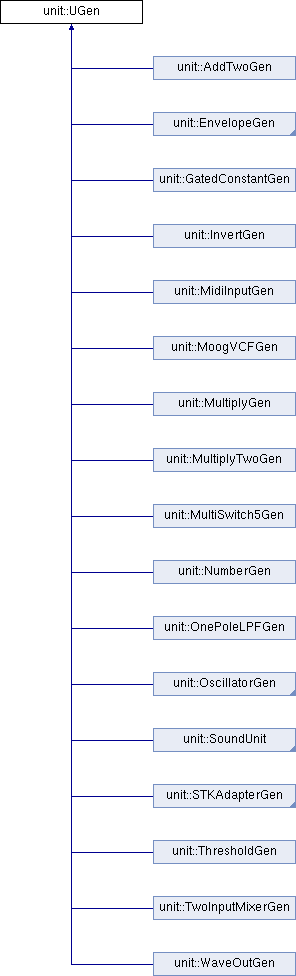 unit::UGen
unit::AddTwoGen
unit::EnvelopeGen
unit::GatedConstantGen
unit::InvertGen
unit::MidiInputGen
unit::MoogVCFGen
unit::MultiplyGen
unit::MultiplyTwoGen
unit::MultiSwitch5Gen
unit::NumberGen
unit::OnePoleLPFGen
unit::OscillatorGen
unit::SoundUnit
unit::STKAdapterGen
unit::ThresholdGen
unit::TwoInputMixerGen
unit::WaveOutGen